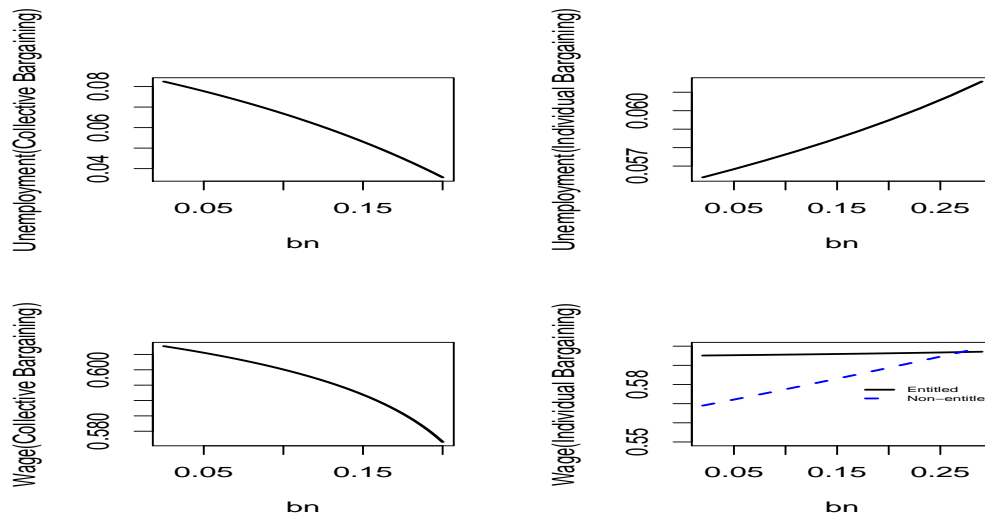 Unemployment(Collective Bargaining)
0.04 0.06 0.08
0.05 0.15
bn
Unemployment(Individual Bargaining)
0.057 0.060
0.05 0.15 0.25
bn
Wage(Collective Bargaining)
0.580 0.600
0.05 0.15
bn
Wage(Individual Bargaining)
0.55 0.58
0.05 0.15 0.25
bn
Entitled
Non-entitle